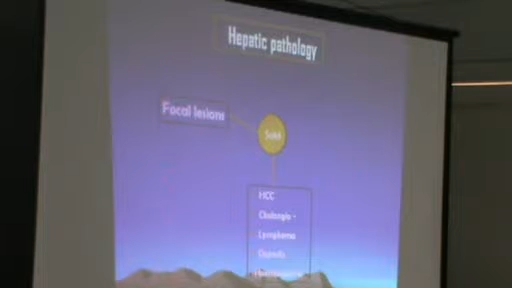 Hepatic pathology
Focal lesions
Solid
HCC
Cholangio -
Lymphoma